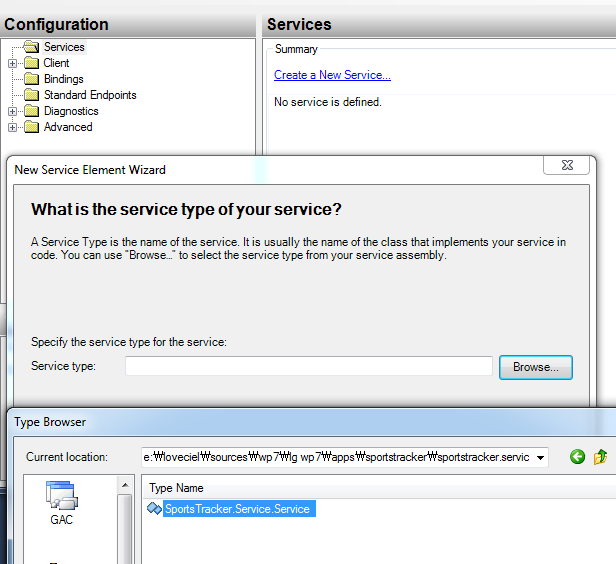 Configuration
Services
Client
Bindings
Standard Endpoints
Diagnostics
Advanced
Services
Summary
Create a New Service...
No service is defined.
New Service Element Wizard
What is the service type of your service?
A Service Type is the name of the service. It is usually the name of the class that implements your service in
code. You can use "Browse..." to select the service type from your service assembly.
Specify the service type for the service:
Service type:
Browse...
Type Browser
Current location:
e:₩loveciel₩sources₩wp7₩lg wp7₩apps₩sportstracker₩sportstracker.servic
GAC
Type Name
SportsTracker.Service.Service